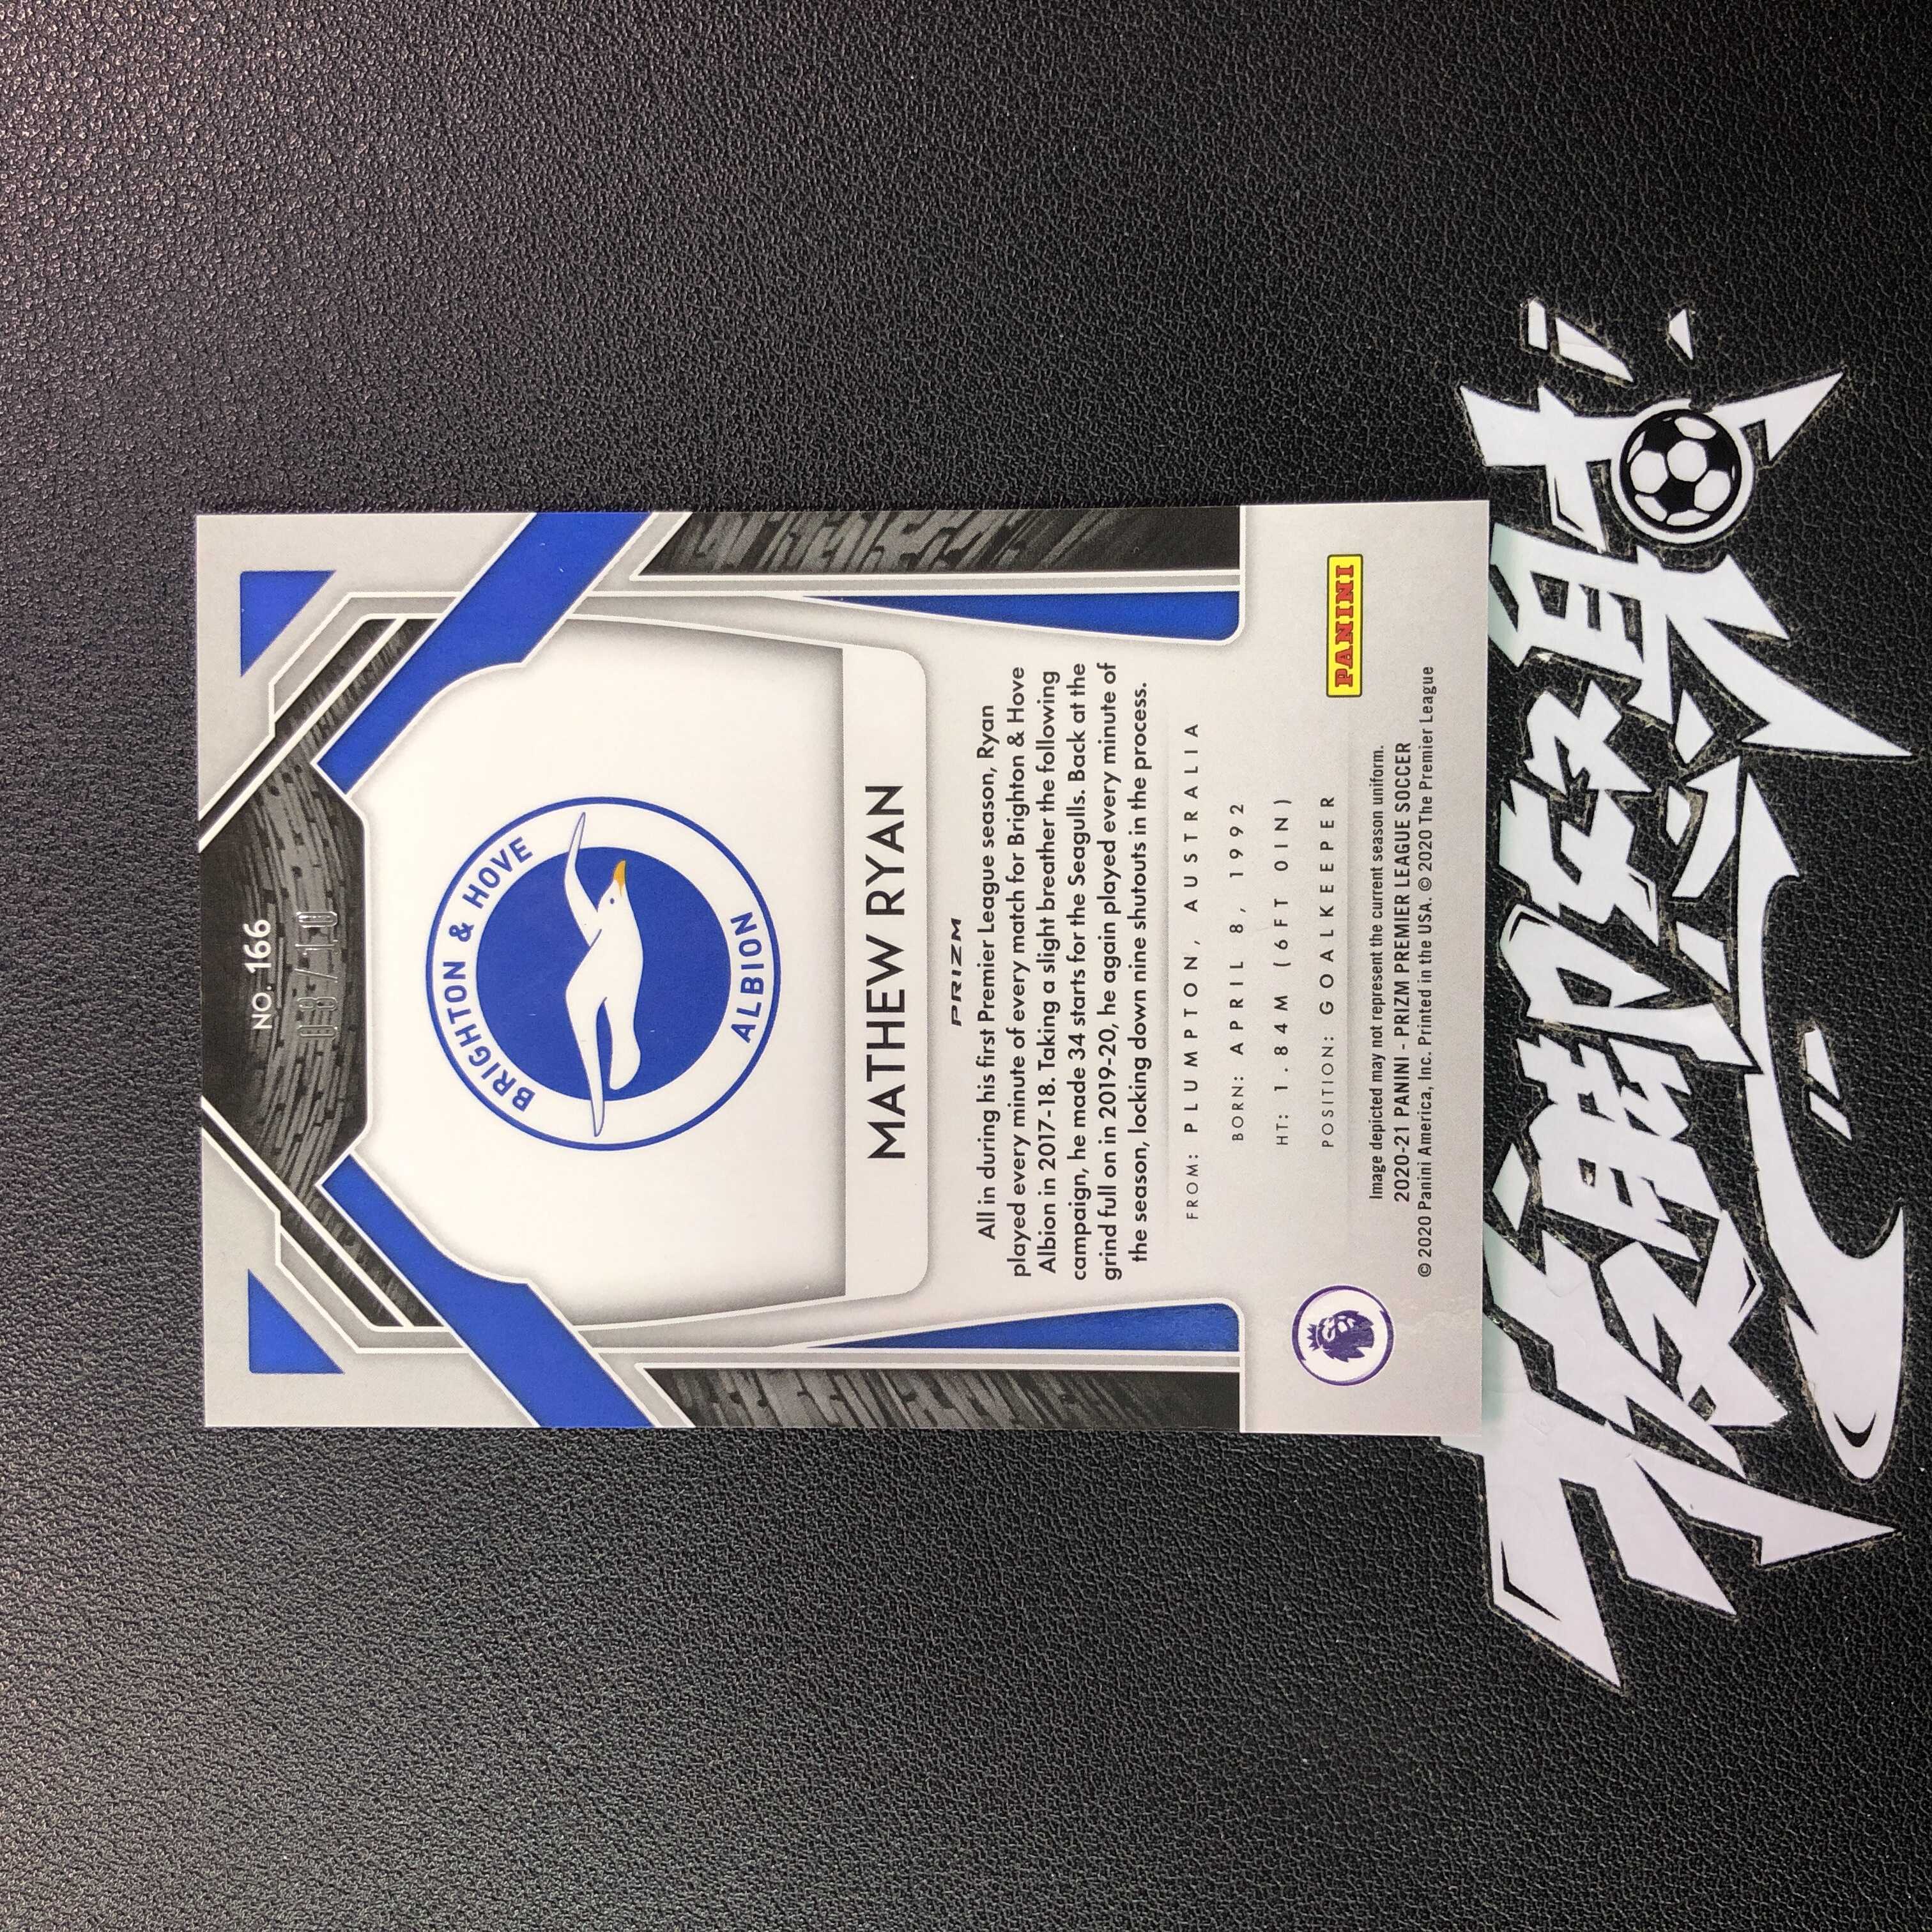 NO. 166
BRIGHTON & HOVE
ALBION
MATHEW RYAN
PRIZM
All in during his first Premier League season, Ryan
played every minute of every match for Brighton & Hove
Albion in 2017-18. Taking a slight breather the following
campaign, he made 34 starts for the Seagulls. Back at the
grind full on in 2019-20, he again played every minute of
the season, locking down nine shutouts in the process.
FROM: PLUMPTON, AUSTRALIA
BORN: APRIL 8, 1992
HT: 1.84M (6FT 0IN)
POSITION: GOALKEEPER
PANINI
Image depicted may not represent the current season uniform.
2020-21 PANINI - PRIZM PREMIER LEAGUE SOCCER
© 2020 Panini America, Inc. Printed in the USA. © 2020 The Premier League